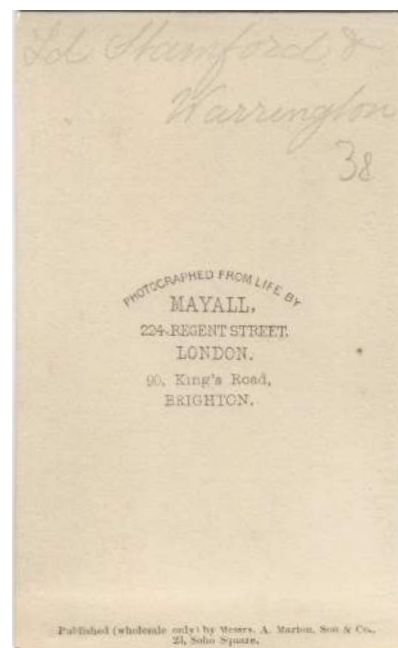 Ld Stamford &
Warrington
38
PHOTOGRAPHED FROM LIFE BY
MAYALL,
224, REGENT STREET,
LONDON.
90, King's Road,
BRIGHTON.
Published (wholesale only) by Messrs. A. Marion, Son & Co.,
23, Soho Square.